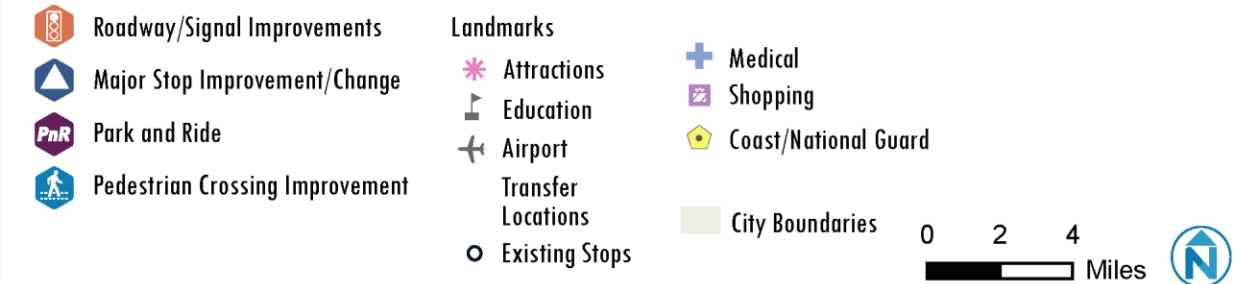 Roadway/Signal Improvements
Major Stop Improvement/Change
PnR Park and Ride
Pedestrian Crossing Improvement
Landmarks
Attractions
Education
Airport
Transfer
Locations
Existing Stops
Medical
Shopping
Coast/National Guard
City Boundaries
0 2 4
Miles
N